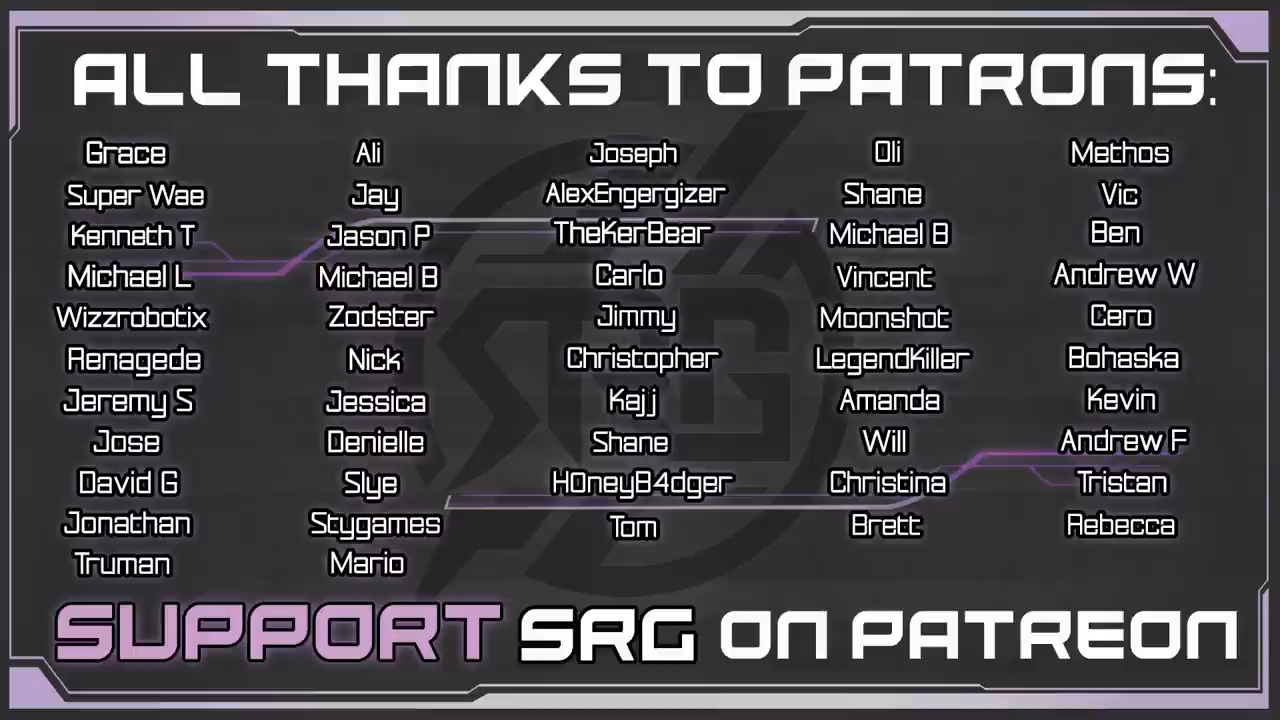 ALL THANKS TO PATRONS:
Grace Ali Joseph Oli Methos
Super Wae Jay AlexEngergizer Shane Vic
Kenneth T Jason P TheKerBear Michael B Ben
Michael L Michael B Carlo Vincent Andrew W
Wizzrobotix Zodster Jimmy Moonshot Cero
Renagede Nick Christopher LegendKiller Bohaska
Jeremy S Jessica Kajj Amanda Kevin
Jose Denielle Shane Will Andrew F
David G Slye H0neyB4dger Christina Tristan
Jonathan Stygames Tom Brett Rebecca
Truman Mario
SUPPORT SRG ON PATREON